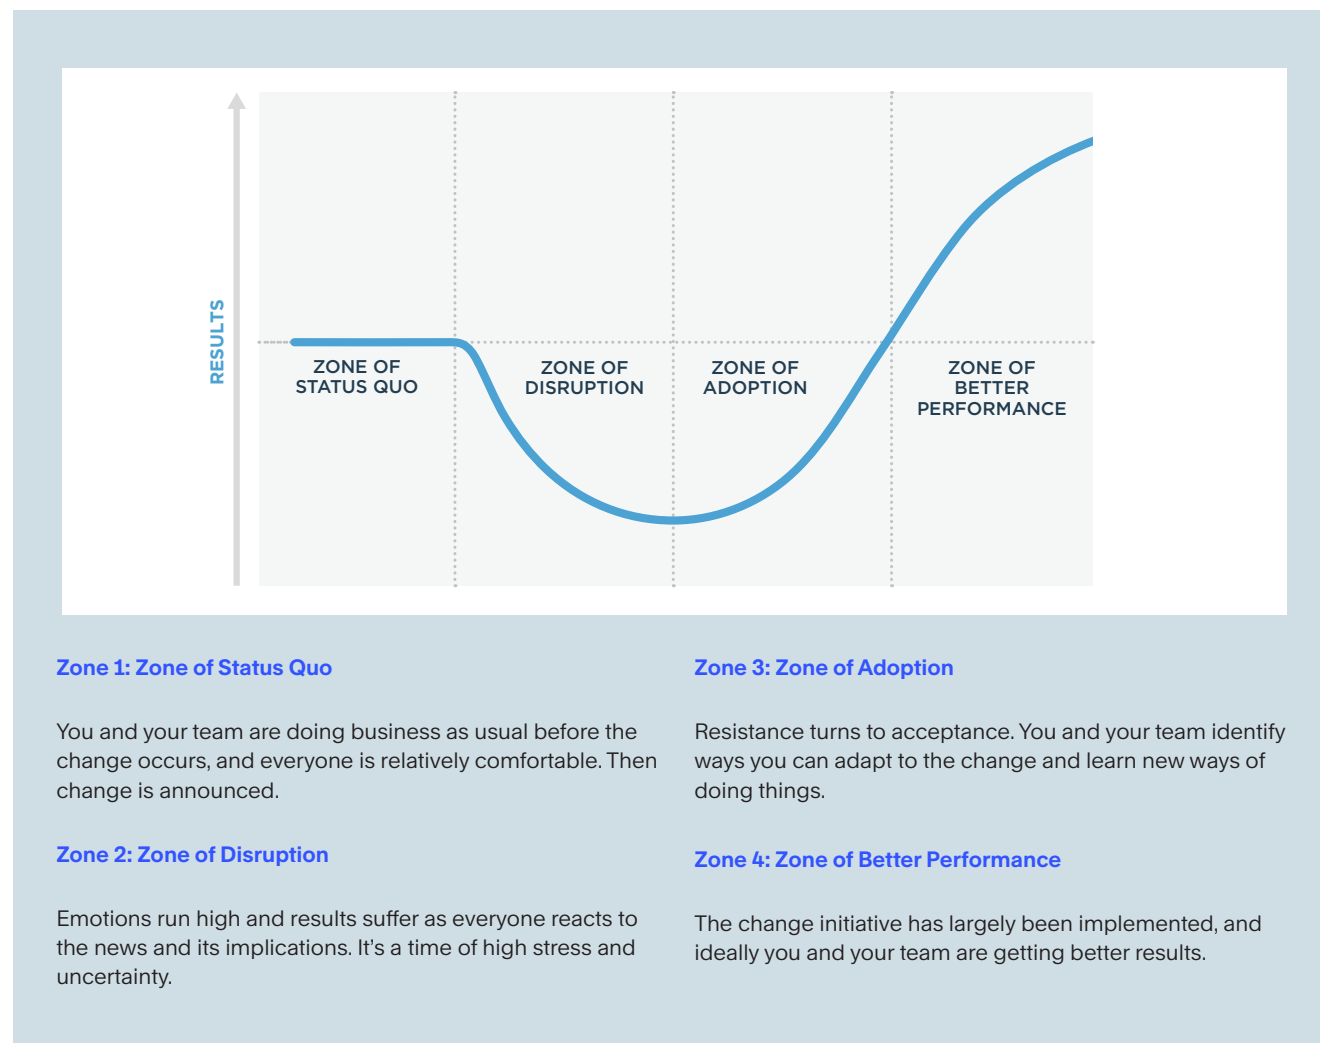 RESULTS
ZONE OF
STATUS QUO
ZONE OF
DISRUPTION
ZONE OF
ADOPTION
ZONE OF
BETTER
PERFORMANCE
Zone 1: Zone of Status Quo
You and your team are doing business as usual before the
change occurs, and everyone is relatively comfortable. Then
change is announced.
Zone 2: Zone of Disruption
Emotions run high and results suffer as everyone reacts to
the news and its implications. It’s a time of high stress and
uncertainty.
Zone 3: Zone of Adoption
Resistance turns to acceptance. You and your team identify
ways you can adapt to the change and learn new ways of
doing things.
Zone 4: Zone of Better Performance
The change initiative has largely been implemented, and
ideally you and your team are getting better results.